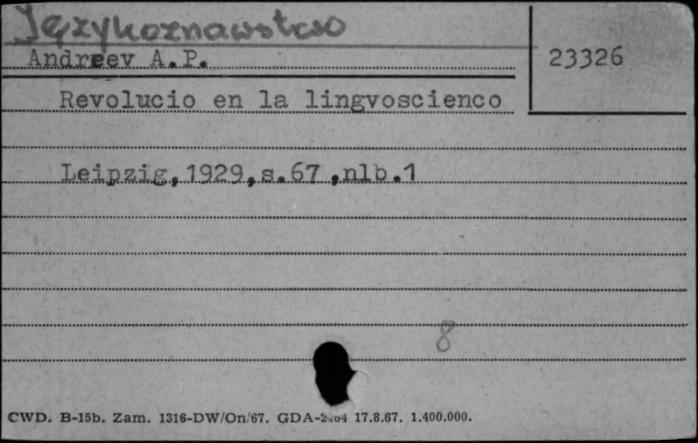 Językoznawstwo
Andreev A.P.
23326
Revolucio en la lingvoscienco
Leipzig,1929,s.67,nlb.1
8
CWD. B-15b. Zam. 1316-DW/On/67. 17.8.67. 1.400.000.